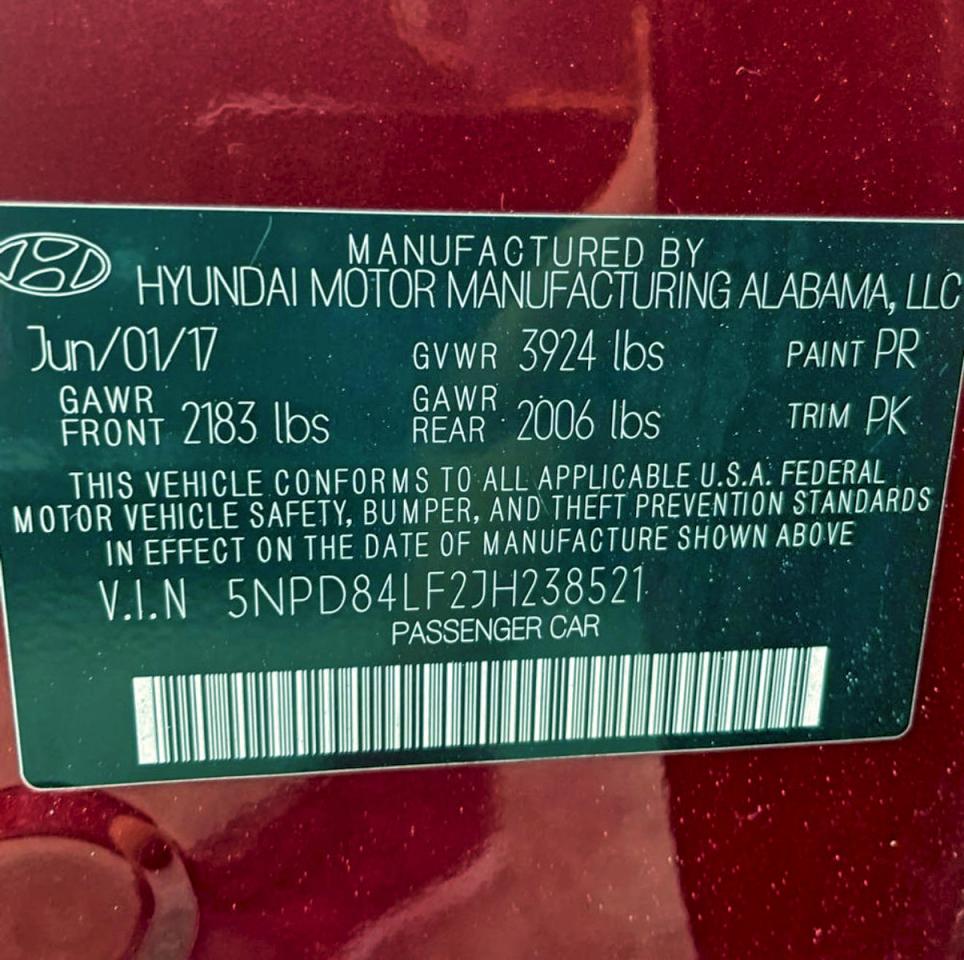 MANUFACTURED BY
HYUNDAI MOTOR MANUFACTURING ALABAMA, LLC
Jun/01/17 GVWR 3924 lbs PAINT PR
GAWR FRONT 2183 lbs GAWR REAR 2006 lbs TRIM PK
THIS VEHICLE CONFORMS TO ALL APPLICABLE U.S.A. FEDERAL
MOTOR VEHICLE SAFETY, BUMPER, AND THEFT PREVENTION STANDARDS
IN EFFECT ON THE DATE OF MANUFACTURE SHOWN ABOVE
V.I.N 5NPD84LF2JH238521
PASSENGER CAR